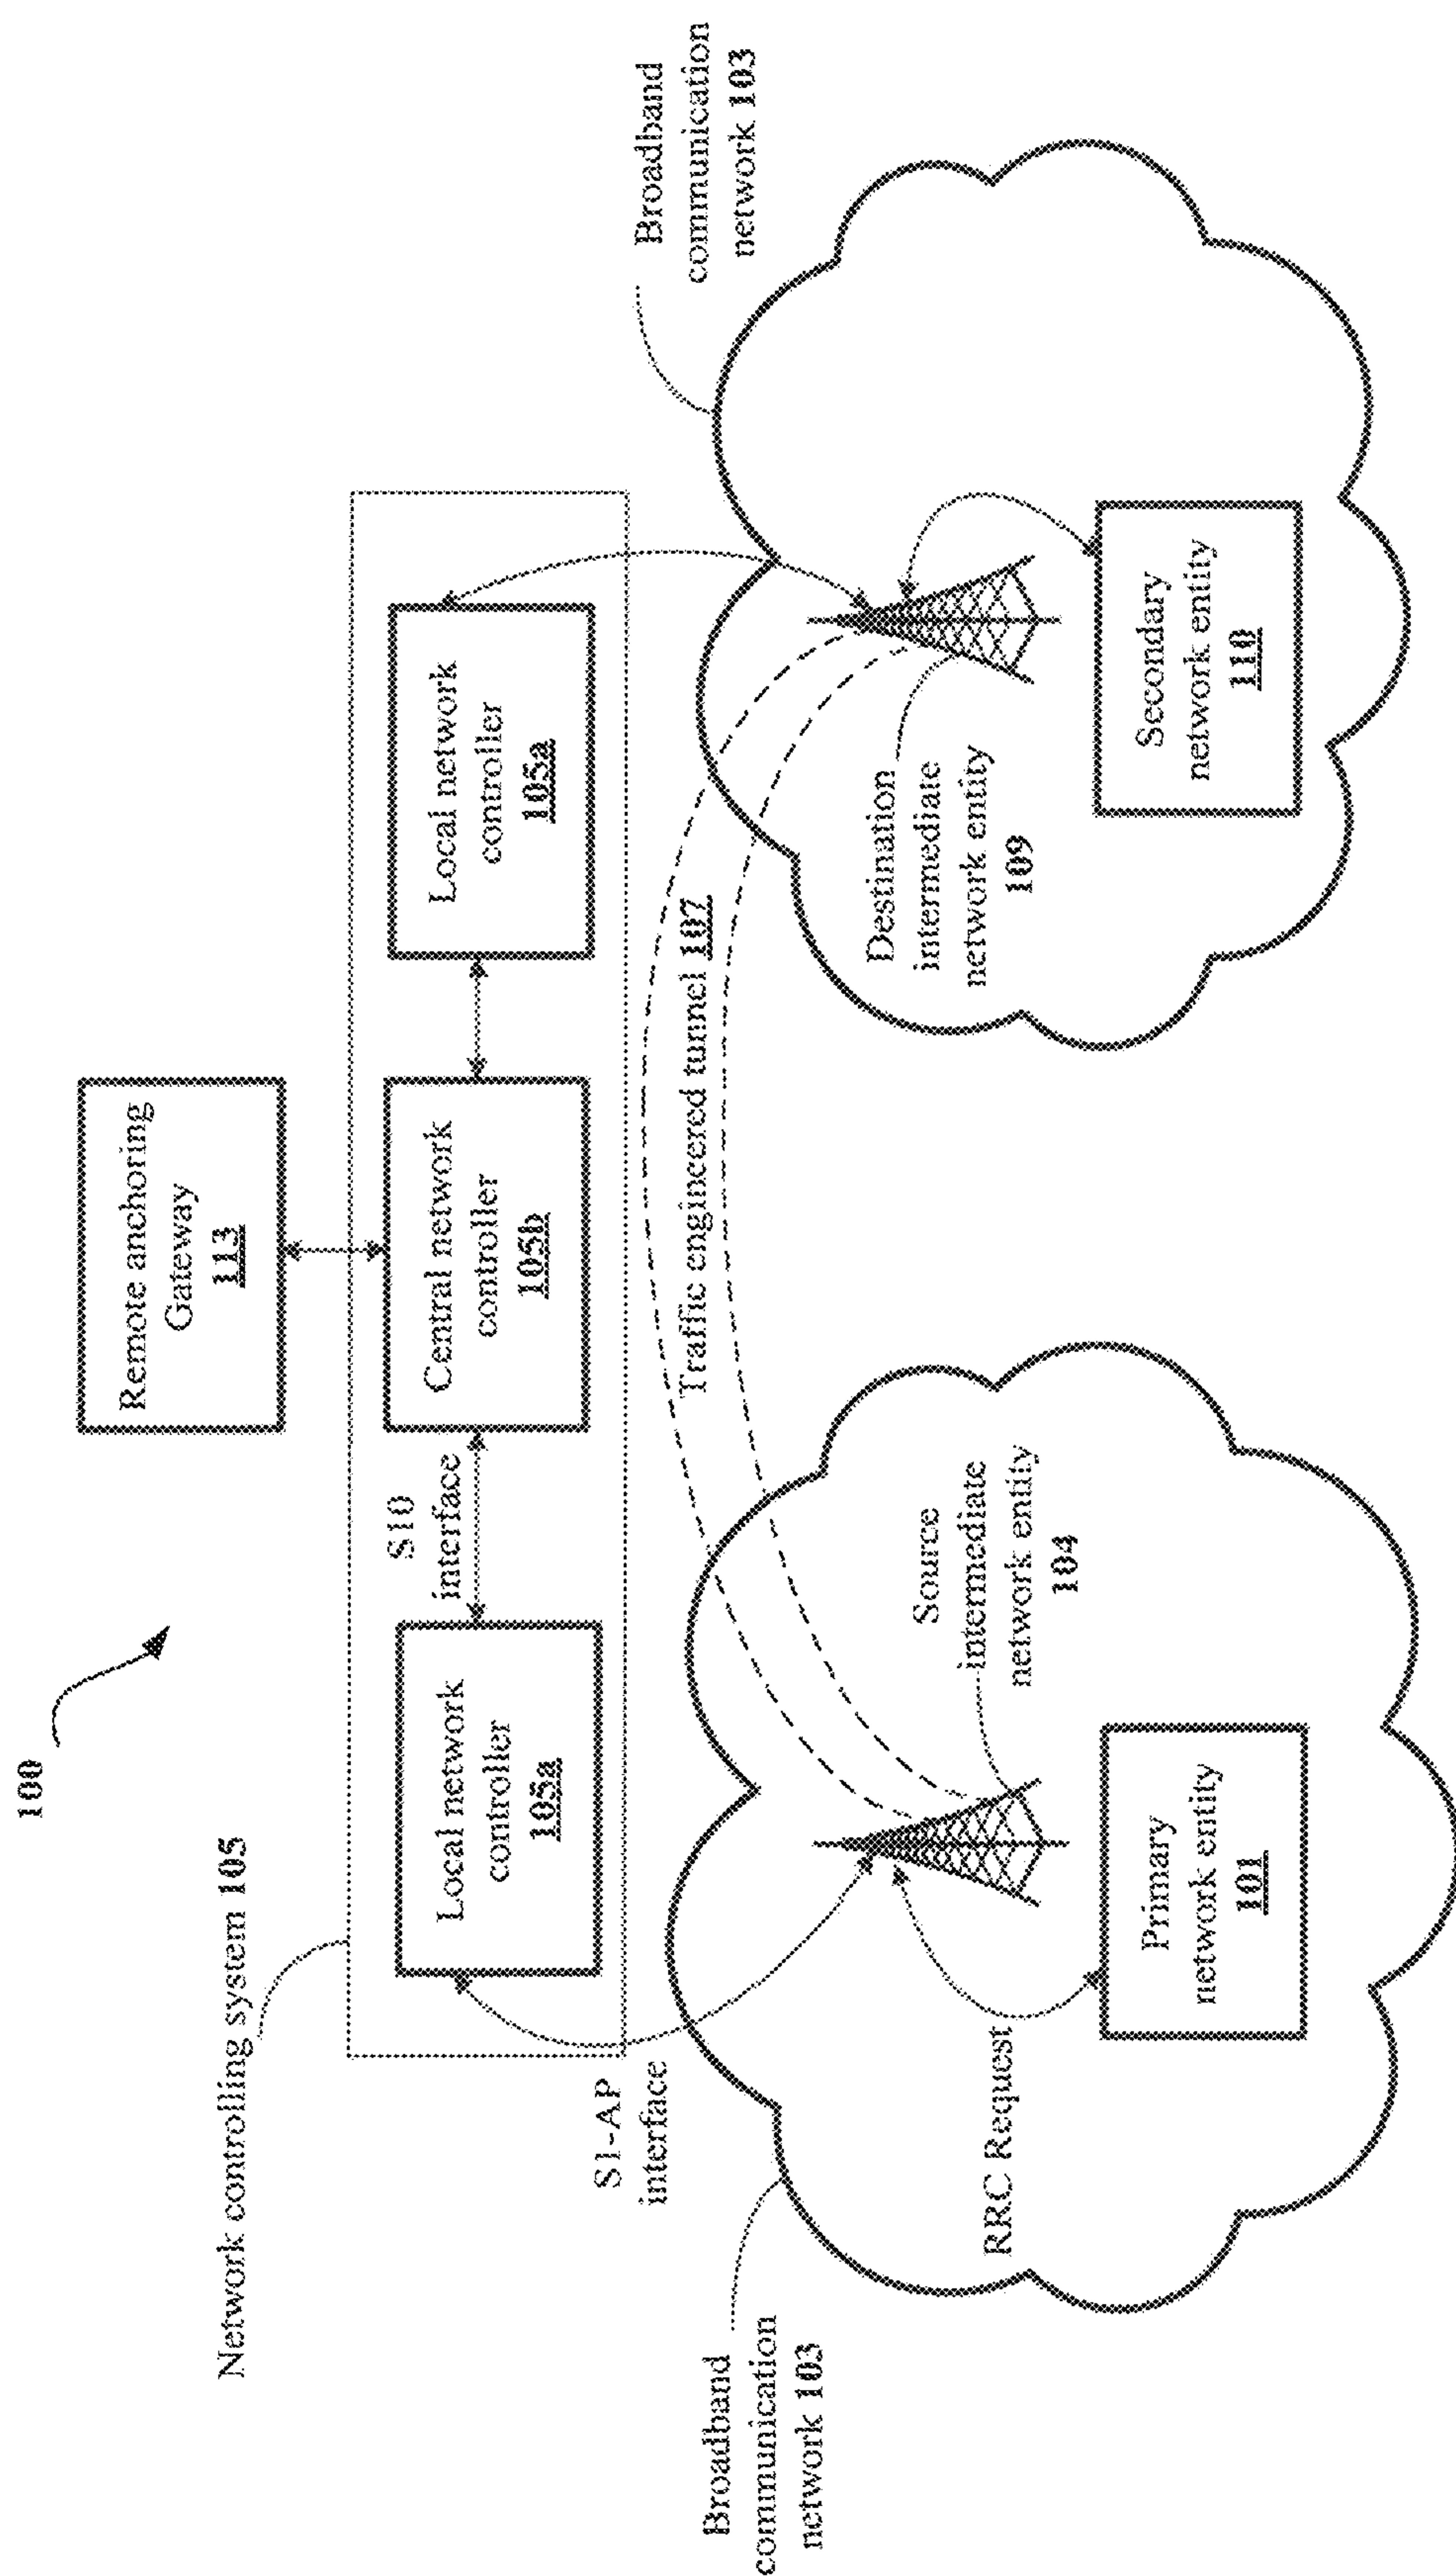 100
Remote anchoring
Gateway
113
Network controlling system 105
Local network
controller
105a
S10
interface
Central network
controller
105b
Local network
controller
105a
S1-AP
interface
Traffic engineered tunnel 107
Broadband
communication
network 103
Broadband
communication
network 103
RRC Request
Source
intermediate
network entity
104
Primary
network entity
101
Destination
intermediate
network entity
109
Secondary
network entity
110